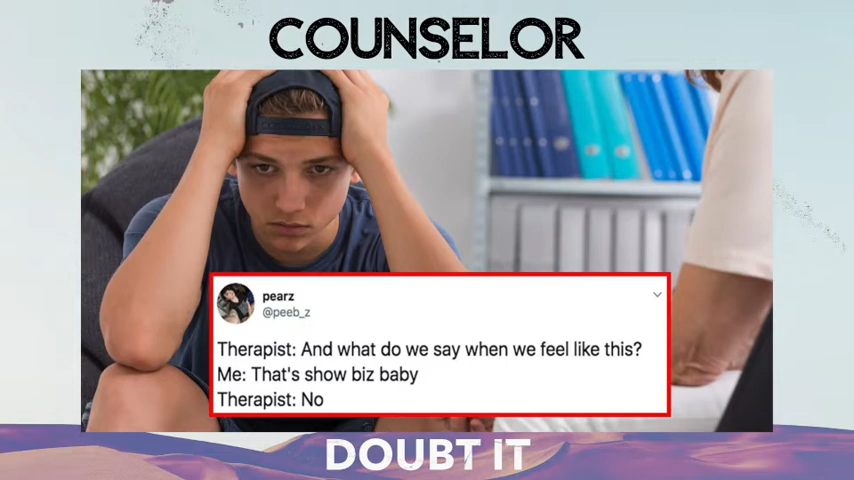 COUNSELOR
pearz
@peeb_z
Therapist: And what do we say when we feel like this?
Me: That's show biz baby
Therapist: No
DOUBT IT